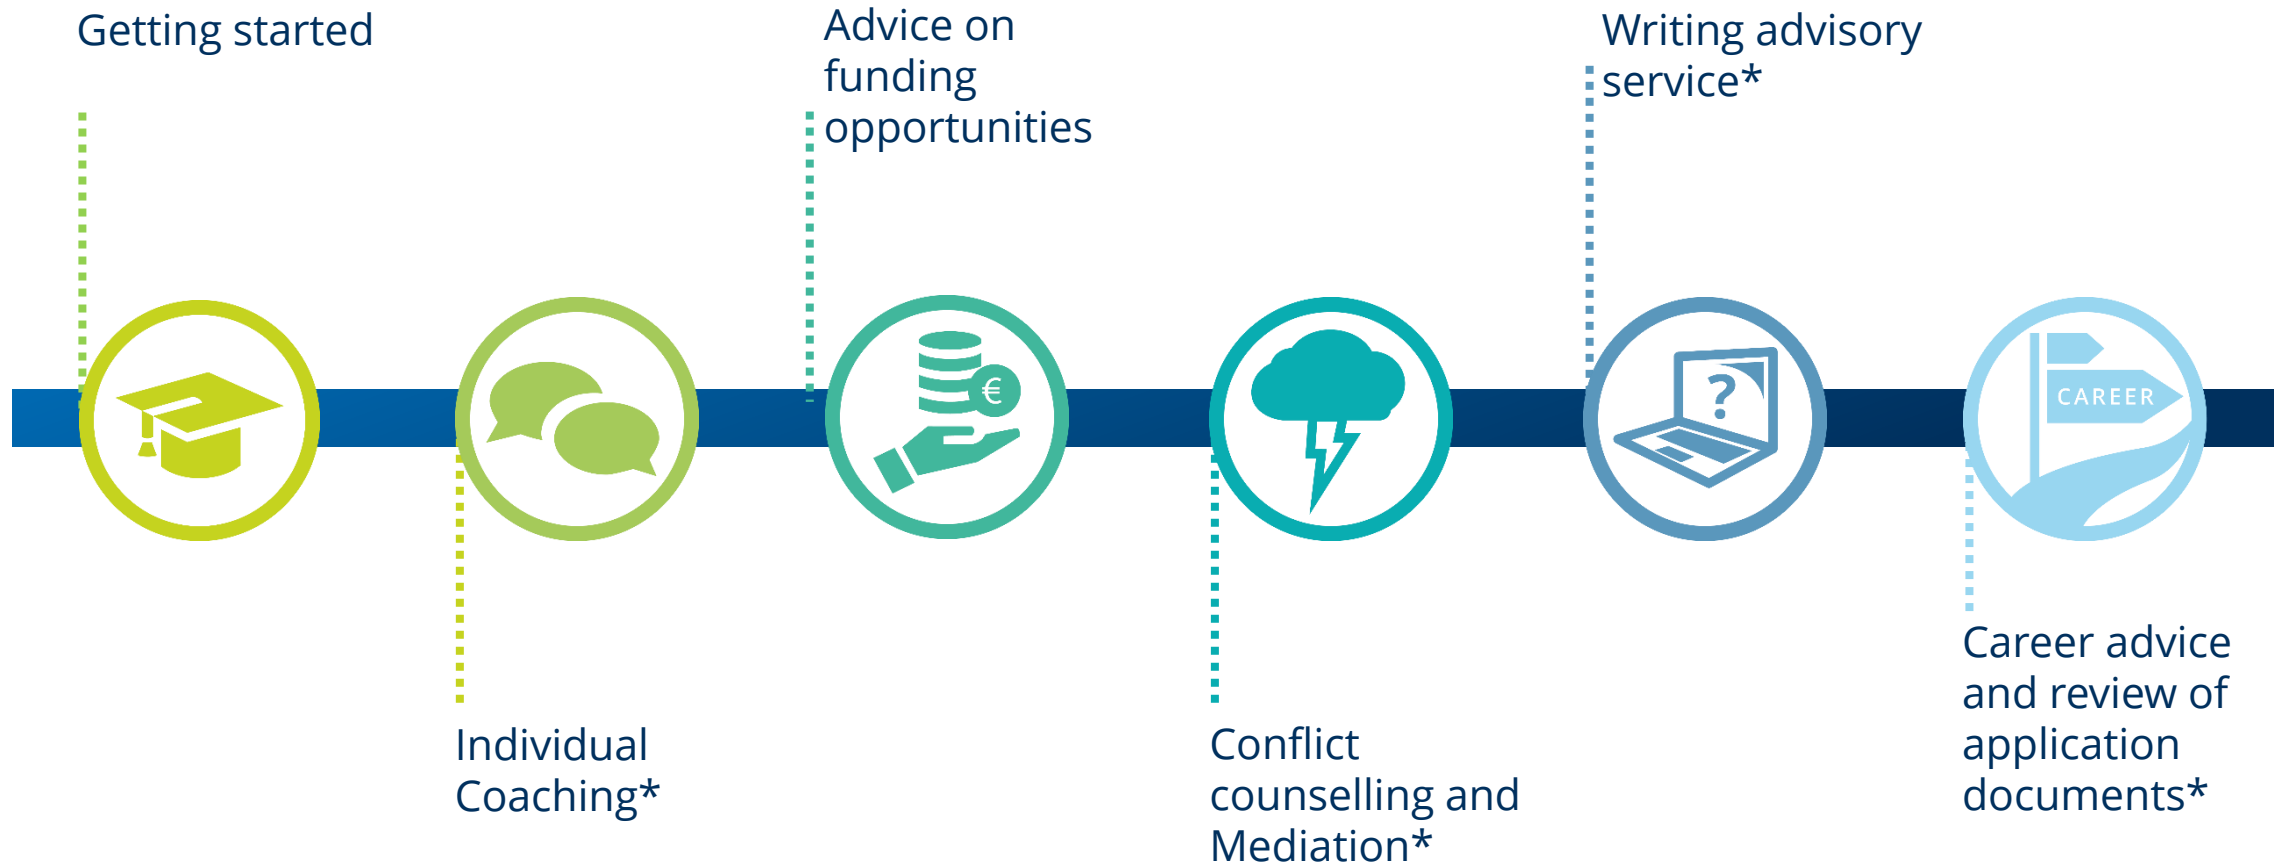 Getting started
Advice on
funding
opportunities
Writing advisory
service*
€
?
CAREER
Individual
Coaching*
Conflict
counselling and
Mediation*
Career advice
and review of
application
documents*